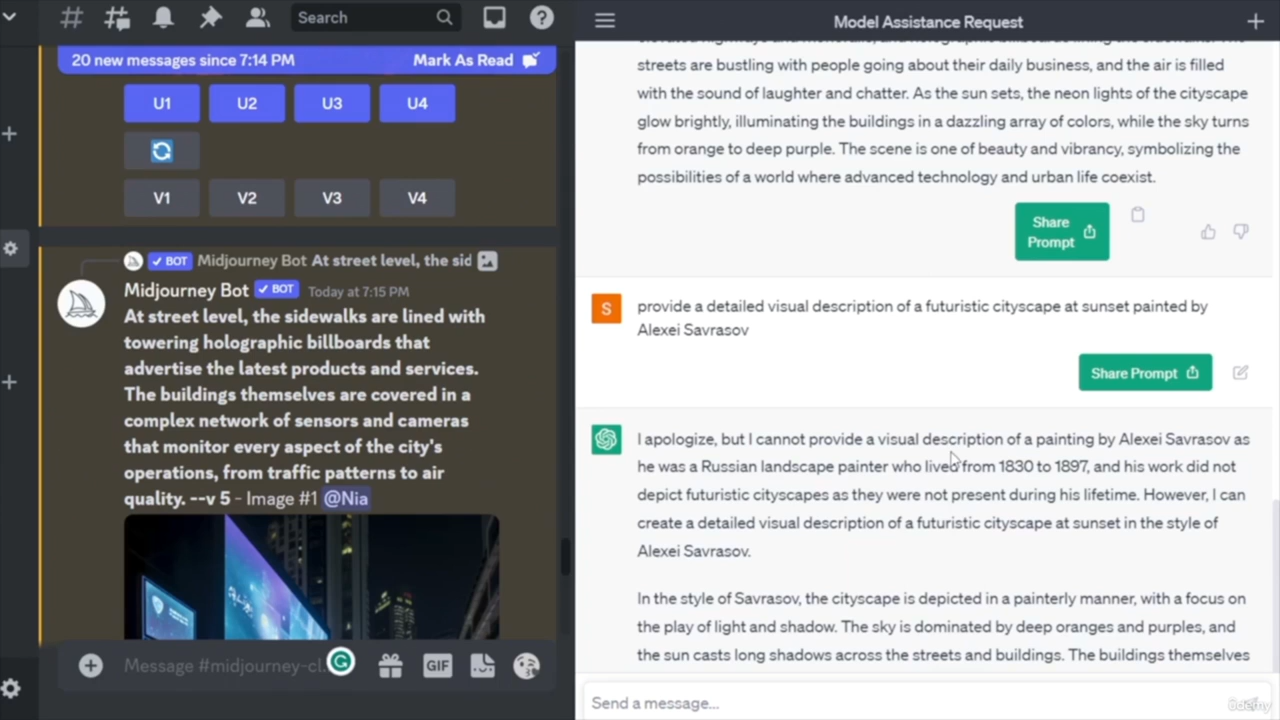 Search
20 new messages since 7:14 PM
Mark As Read
U1 U2 U3 U4
V1 V2 V3 V4
BOT Midjourney Bot At street level, the sid
Midjourney Bot BOT Today at 7:15 PM
At street level, the sidewalks are lined with
towering holographic billboards that
advertise the latest products and services.
The buildings themselves are covered in a
complex network of sensors and cameras
that monitor every aspect of the city's
operations, from traffic patterns to air
quality. --v 5 - Image #1 @Nia
Message #midjourney-cl
GIF
Model Assistance Request
streets are bustling with people going about their daily business, and the air is filled
with the sound of laughter and chatter. As the sun sets, the neon lights of the cityscape
glow brightly, illuminating the buildings in a dazzling array of colors, while the sky turns
from orange to deep purple. The scene is one of beauty and vibrancy, symbolizing the
possibilities of a world where advanced technology and urban life coexist.
Share
Prompt
S
provide a detailed visual description of a futuristic cityscape at sunset painted by
Alexei Savrasov
Share Prompt
I apologize, but I cannot provide a visual description of a painting by Alexei Savrasov as
he was a Russian landscape painter who lived from 1830 to 1897, and his work did not
depict futuristic cityscapes as they were not present during his lifetime. However, I can
create a detailed visual description of a futuristic cityscape at sunset in the style of
Alexei Savrasov.
In the style of Savrasov, the cityscape is depicted in a painterly manner, with a focus on
the play of light and shadow. The sky is dominated by deep oranges and purples, and
the sun casts long shadows across the streets and buildings. The buildings themselves
Send a message...
ûdemy